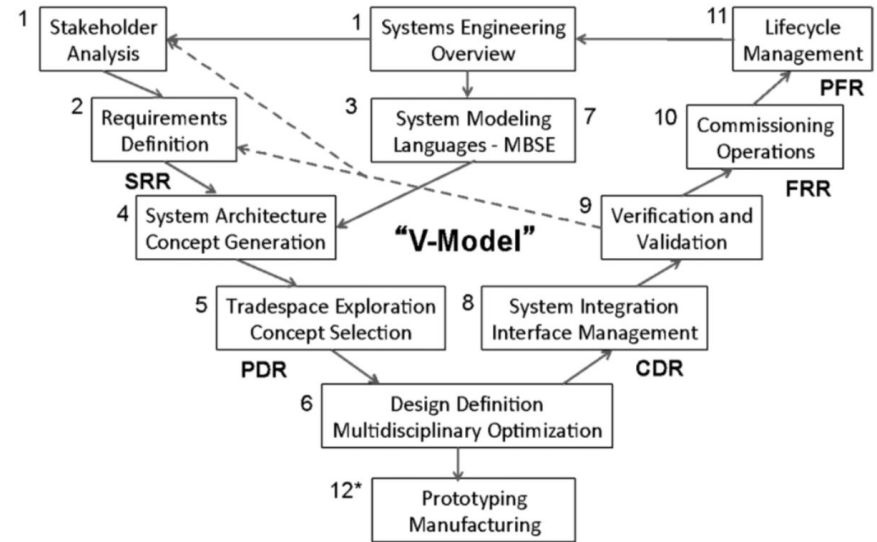 1
Stakeholder
Analysis
1
Systems Engineering
Overview
11
Lifecycle
Management
PFR
2
Requirements
Definition
SRR
3
System Modeling
Languages - MBSE
7
10
Commissioning
Operations
FRR
4
System Architecture
Concept Generation
“V-Model”
9
Verification and
Validation
5
Tradespace Exploration
Concept Selection
PDR
8
System Integration
Interface Management
CDR
6
Design Definition
Multidisciplinary Optimization
12*
Prototyping
Manufacturing